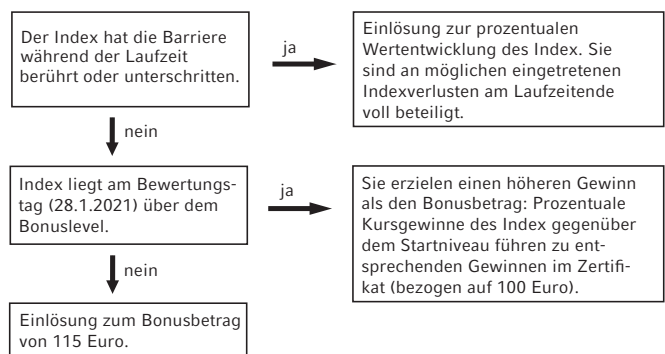 Der Index hat die Barriere
während der Laufzeit
berührt oder unterschritten.
ja
Einlösung zur prozentualen
Wertentwicklung des Index. Sie
sind an möglichen eingetretenen
Indexverlusten am Laufzeitende
voll beteiligt.
nein
Index liegt am Bewertungs-
tag (28.1.2021) über dem
Bonuslevel.
ja
Sie erzielen einen höheren Gewinn
als den Bonusbetrag: Prozentuale
Kursgewinne des Index gegenüber
dem Startniveau führen zu ent-
sprechenden Gewinnen im Zertifi-
kat (bezogen auf 100 Euro).
nein
Einlösung zum Bonusbetrag
von 115 Euro.